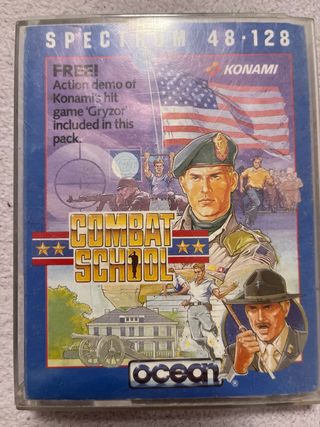 SPECTRUM 48·128
FREE!
Action demo of
Konami's hit
game 'Gryzor'
included in this
pack.
KONAMI
COMBAT
SCHOOL
ocean
®